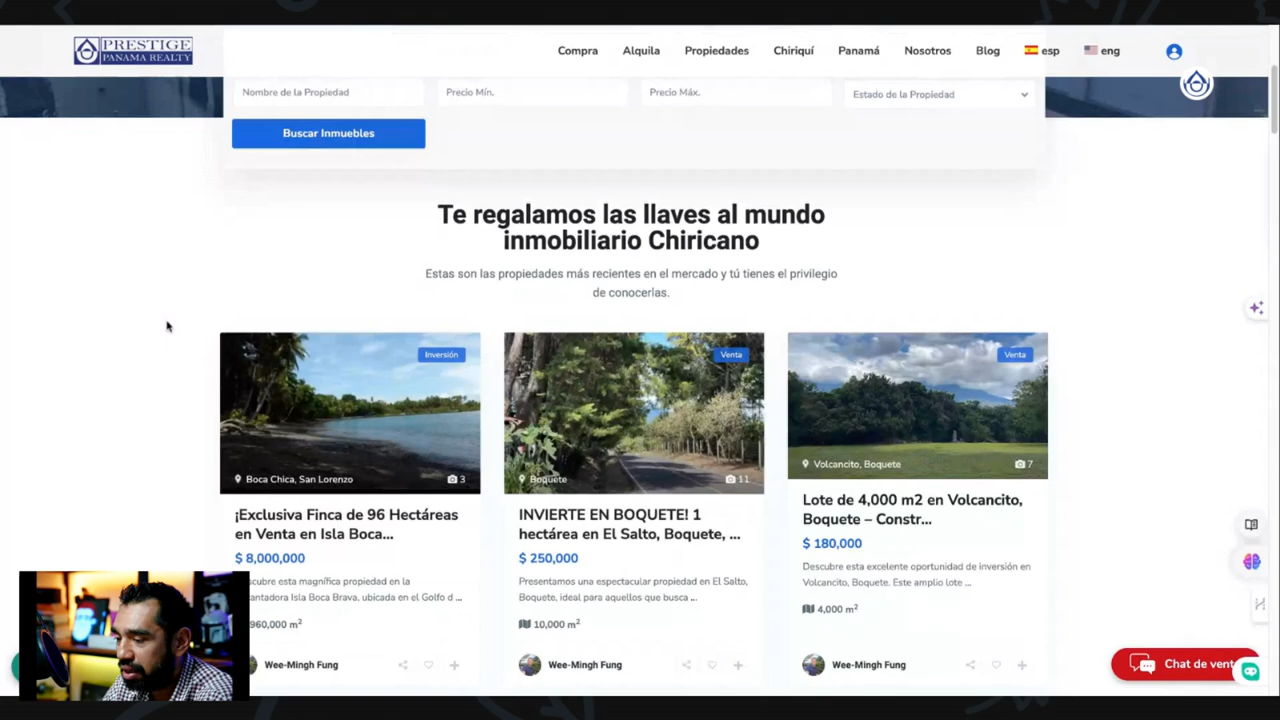 PRESTIGE
PANAMA REALTY
Compra
Alquila
Propiedades
Chiriquí
Panamá
Nosotros
Blog
esp
eng
Nombre de la Propiedad
Precio Mín.
Precio Máx.
Estado de la Propiedad
Buscar Inmuebles
Te regalamos las llaves al mundo
inmobiliario Chiricano
Estas son las propiedades más recientes en el mercado y tú tienes el privilegio
de conocerlas.
Inversión
Boca Chica, San Lorenzo
3
¡Exclusiva Finca de 96 Hectáreas
en Venta en Isla Boca...
$ 8,000,000
cubre esta magnífica propiedad en la
antadora Isla Boca Brava, ubicada en el Golfo d ...
960,000 m²
Wee-Mingh Fung
Venta
Boquete
11
INVIERTE EN BOQUETE! 1
hectárea en El Salto, Boquete, ...
$ 250,000
Presentamos una espectacular propiedad en El Salto,
Boquete, ideal para aquellos que busca ...
10,000 m²
Wee-Mingh Fung
Venta
Volcancito, Boquete
7
Lote de 4,000 m2 en Volcancito,
Boquete – Constr...
$ 180,000
Descubre esta excelente oportunidad de inversión en
Volcancito, Boquete. Este amplio lote ...
4,000 m²
Wee-Mingh Fung
Chat de vent